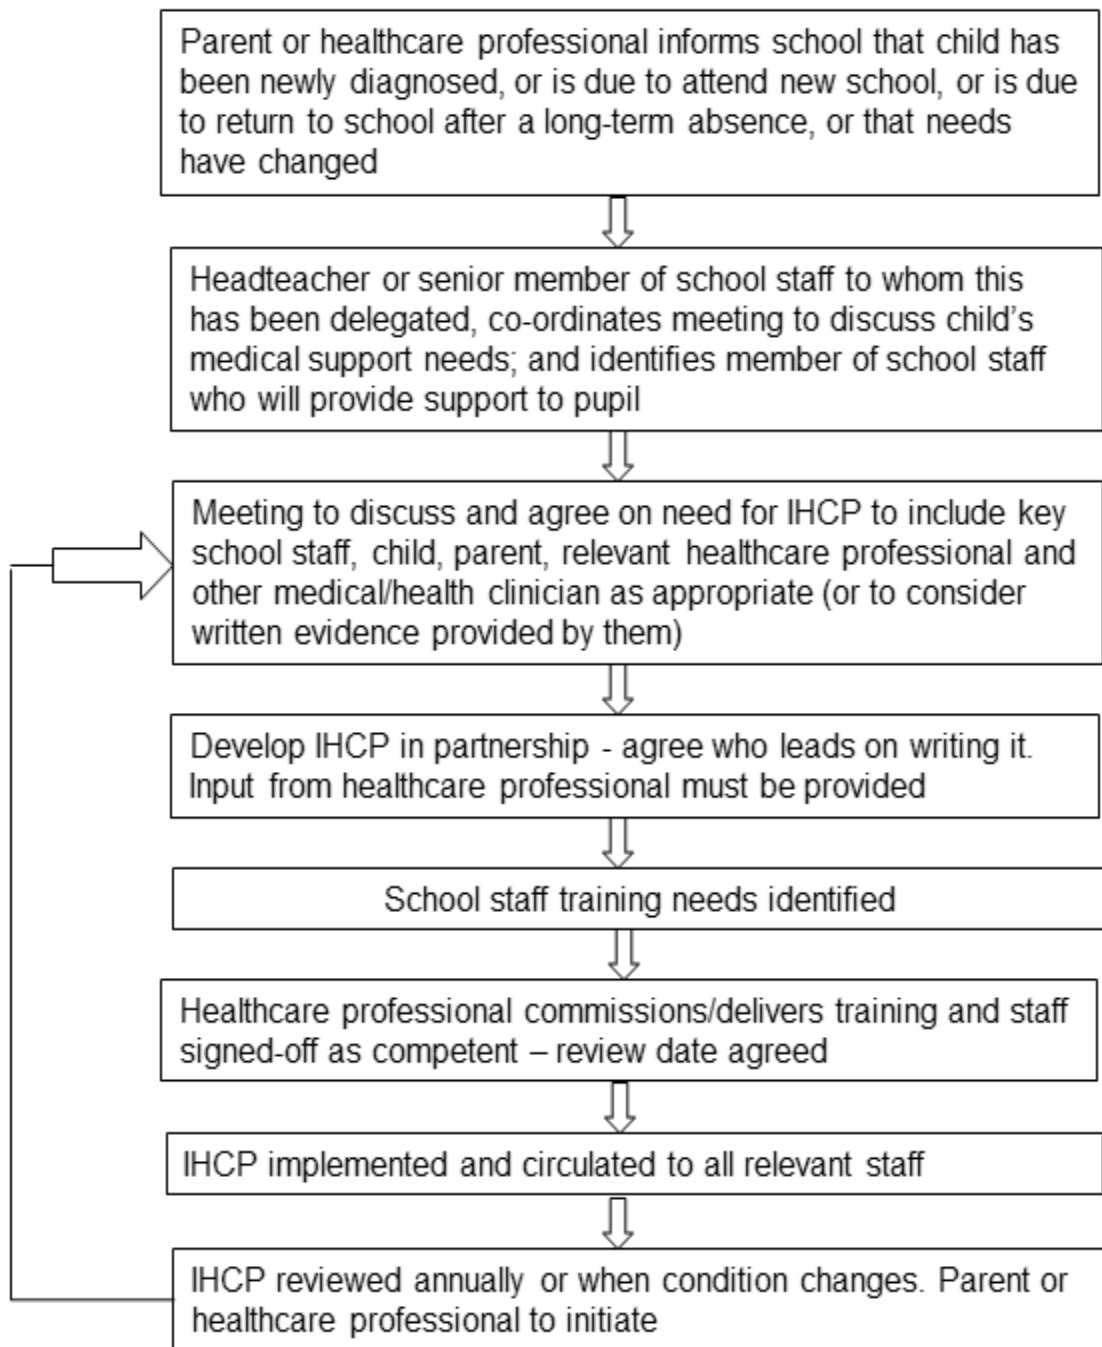 Parent or healthcare professional informs school that child has
been newly diagnosed, or is due to attend new school, or is due
to return to school after a long-term absence, or that needs
have changed
Headteacher or senior member of school staff to whom this
has been delegated, co-ordinates meeting to discuss child’s
medical support needs; and identifies member of school staff
who will provide support to pupil
Meeting to discuss and agree on need for IHCP to include key
school staff, child, parent, relevant healthcare professional and
other medical/health clinician as appropriate (or to consider
written evidence provided by them)
Develop IHCP in partnership - agree who leads on writing it.
Input from healthcare professional must be provided
School staff training needs identified
Healthcare professional commissions/delivers training and staff
signed-off as competent – review date agreed
IHCP implemented and circulated to all relevant staff
IHCP reviewed annually or when condition changes. Parent or
healthcare professional to initiate